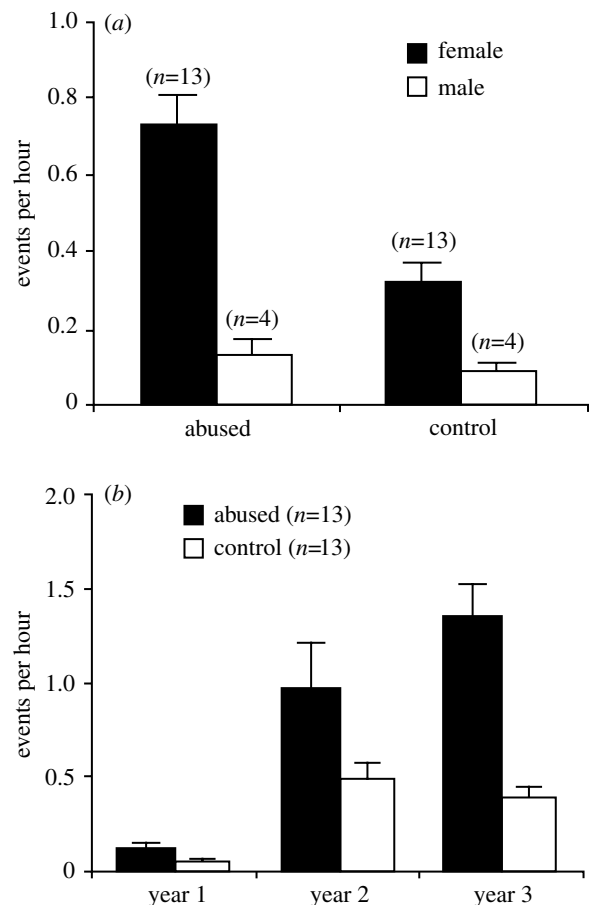 (a)
1.0
0.8
0.6
0.4
0.2
0
events per hour
female
male
(n=13)
(n=4)
(n=13)
(n=4)
abused
control
(b)
2.0
1.5
1.0
0.5
0
events per hour
abused (n=13)
control (n=13)
year 1
year 2
year 3